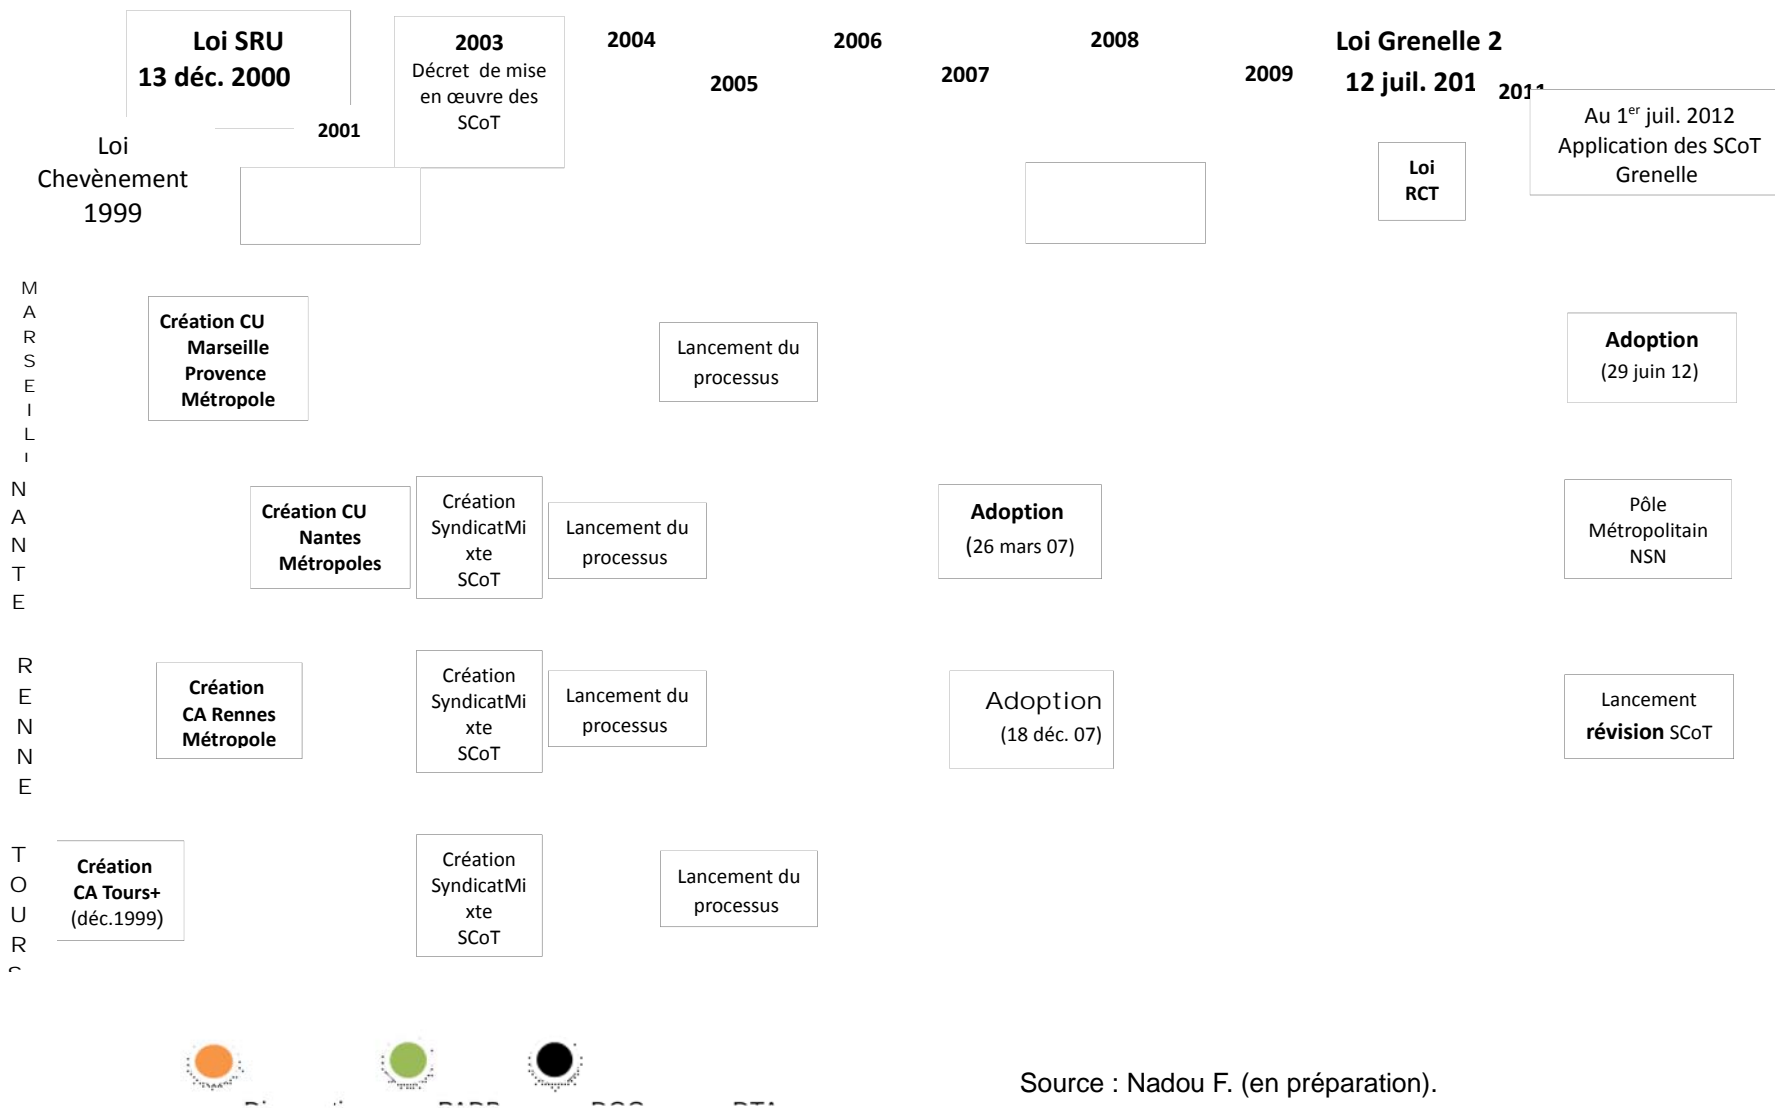 Loi SRU
13 déc. 2000
2003
Décret de mise
en œuvre des
SCoT
2004
2005
2006
2007
2008
2009
Loi Grenelle 2
12 juil. 201
2011
Au 1er juil. 2012
Application des SCoT
Grenelle
2001
Loi
Chevènement
1999
Loi
RCT
M
A
R
S
E
I
L
Création CU
Marseille
Provence
Métropole
Lancement du
processus
Adoption
(29 juin 12)
N
A
N
T
E
Création CU
Nantes
Métropoles
Création
SyndicatMi
xte
SCoT
Lancement du
processus
Adoption
(26 mars 07)
Pôle
Métropolitain
NSN
R
E
N
N
E
Création
CA Rennes
Métropole
Création
SyndicatMi
xte
SCoT
Lancement du
processus
Adoption
(18 déc. 07)
Lancement
révision SCoT
T
O
U
R
Création
CA Tours+
(déc.1999)
Création
SyndicatMi
xte
SCoT
Lancement du
processus
Source : Nadou F. (en préparation).